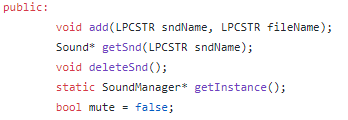 public:
void add(LPCSTR sndName, LPCSTR fileName);
Sound* getSnd(LPCSTR sndName);
void deleteSnd();
static SoundManager* getInstance();
bool mute = false;